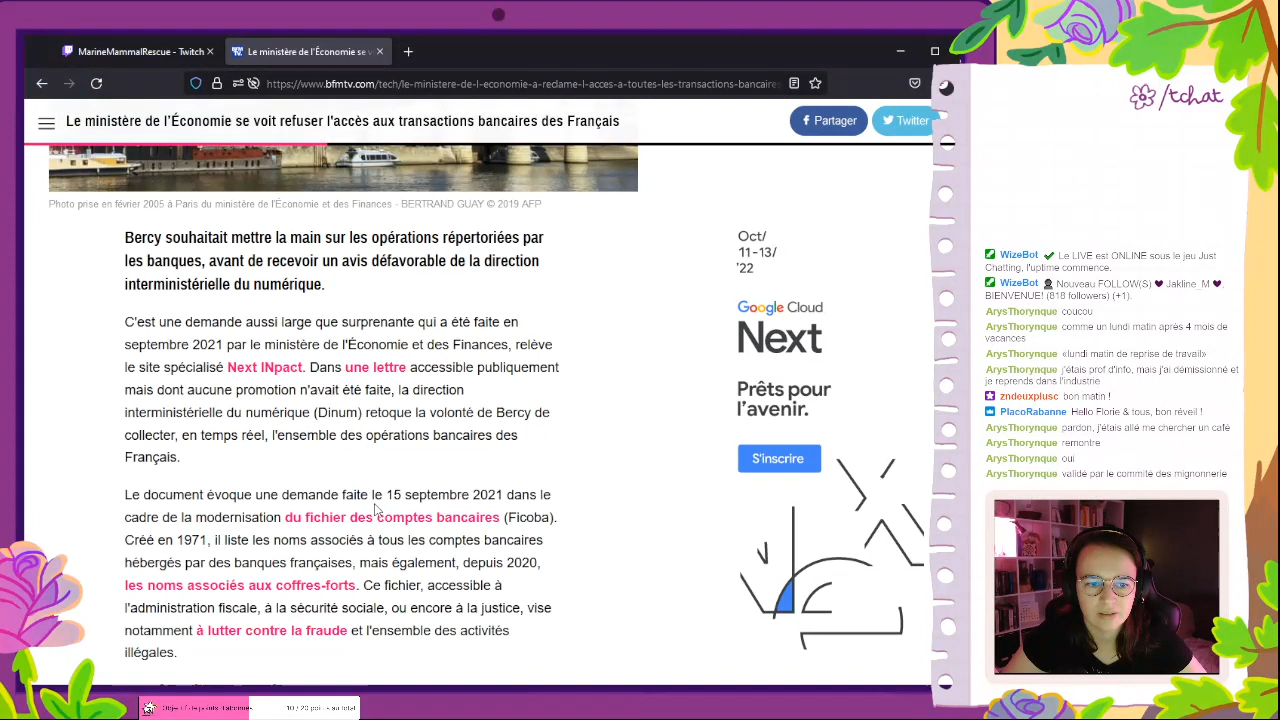 MarineMammalRescue - Twitch
Le ministère de l'Économie se v
https://www.bfmtv.com/tech/le-ministere-de-l-economie-a-redame-l-acces-a-toutes-les-transactions-bancaires
Le ministère de l'Économie se voit refuser l'accès aux transactions bancaires des Français
Partager
Twitter
Photo prise en février 2005 à Paris du ministère de l'Économie et des Finances - BERTRAND GUAY © 2019 AFP
Bercy souhaitait mettre la main sur les opérations répertoriées par
les banques, avant de revevoir un avis défavorable de la direction
interministérielle du numérique.
C'est une demande aussi large que surprenante qui a été faite en
septembre 2021 par le ministère de l'Économie et des Finances, relève
le site spécialisé Next INpact. Dans une lettre accessible publiquement
mais dont aucune promotion n'avait été faite, la direction
interministérielle du numérique (Dinum) retoque la volonté de Bercy de
collecter, en temps réel, l'ensemble des opérations bancaires des
Français.
Le document évoque une demande faite le 15 septembre 2021 dans le
cadre de la modernisation du fichier des comptes bancaires (Ficoba).
Créé en 1971, il liste les noms associés à tous les comptes bancaires
hébergés par des banques françaises, mais également, depuis 2020,
les noms associés aux coffres-forts. Ce fichier, accessible à
l'administration fiscale, à la sécurité sociale, ou encore à la justice, vise
notamment à lutter contre la fraude et l'ensemble des activités
illégales.
Oct/
11-13/
'22
Google Cloud
Next
Prêts pour
l'avenir.
S'inscrire
/tchat
WizeBot Le LIVE est ONLINE sous le jeu Just
Chatting, l'uptime commence.
WizeBot Nouveau FOLLOW(S) Jakline_M
BIENVENUE! (818 followers) (+1).
ArysThorynque coucou
ArysThorynque comme un lundi matin après 4 mois de
vacances
ArysThorynque «lundi matin de reprise de travail»
ArysThorynque j'étais prof d'info, mais j'ai démissionné et
je reprends dans l'industrie
zndeuxplusc bon matin !
PlacoRabanne Hello Florie & tous, bon réveil !
ArysThorynque pardon, j'étais allé me chercher un café
ArysThorynque remontre
ArysThorynque oui
ArysThorynque validé par le commité des mignonnerie